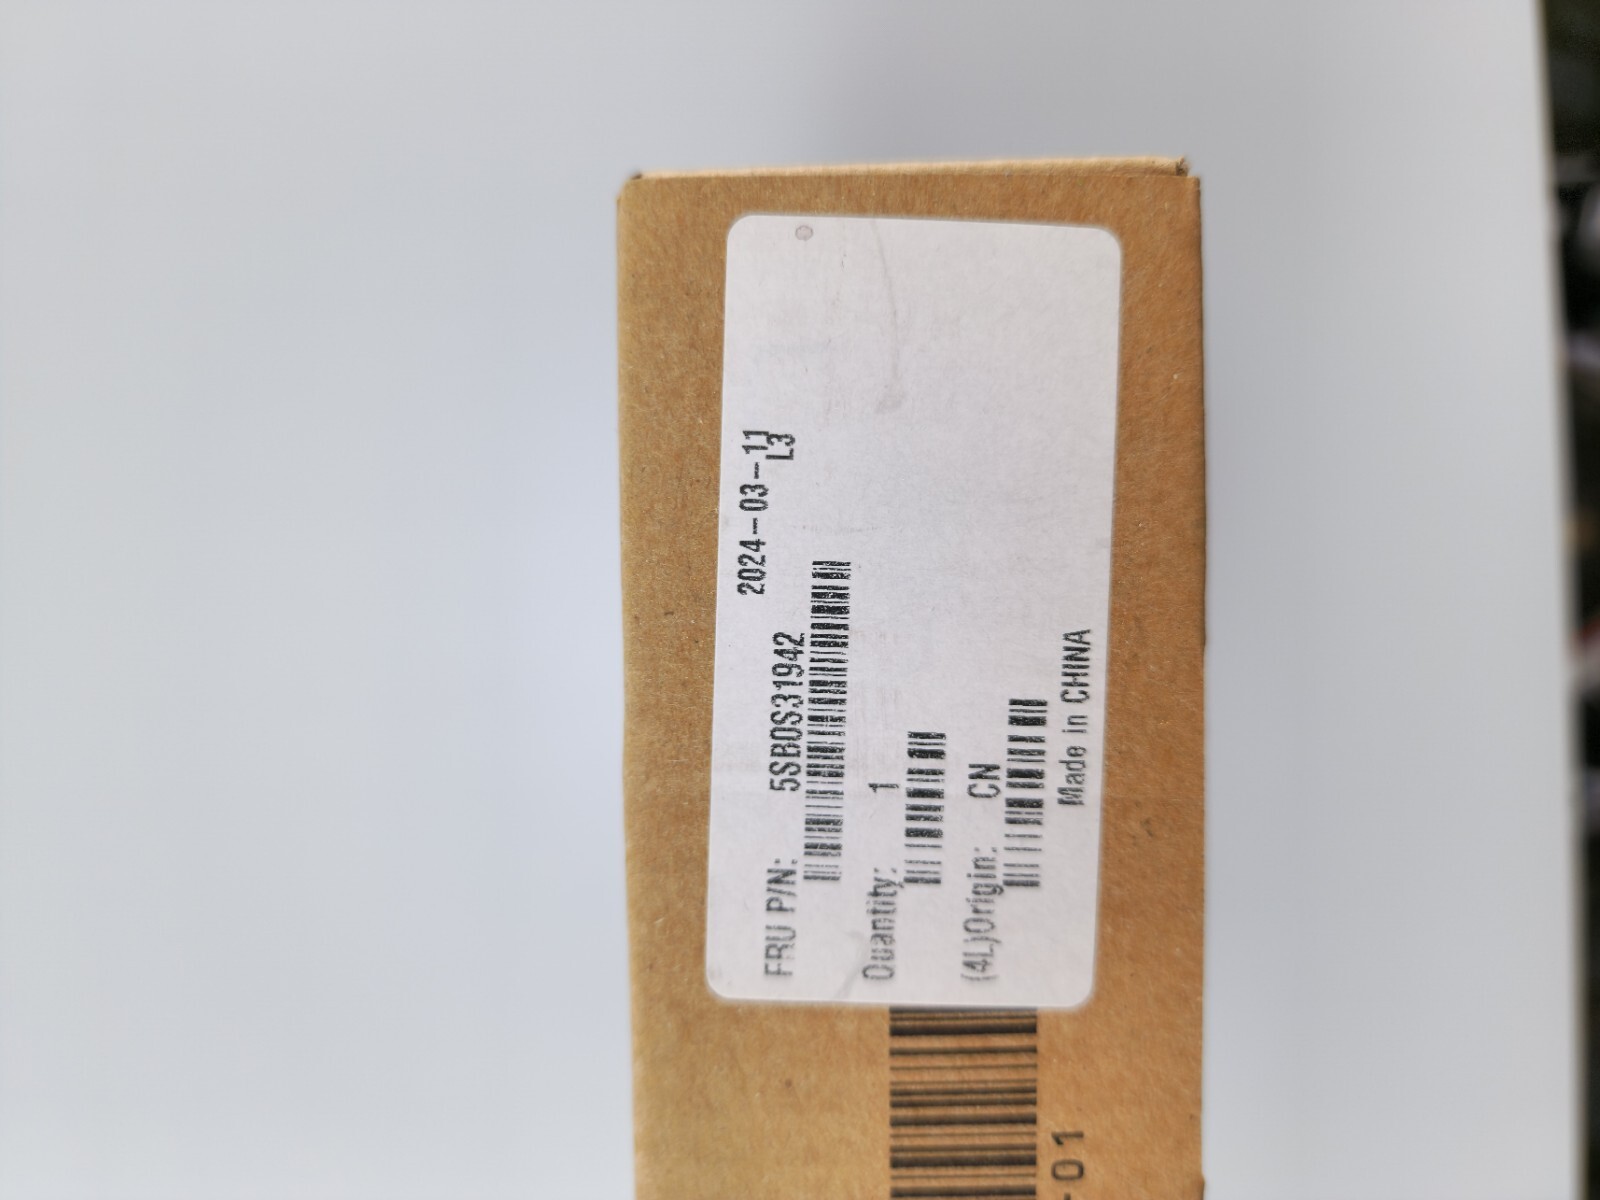 2024-03-11
L3
FRU P/N: 5SB0S31942
Quantity: 1
(4L)Origin: CN
Made in CHINA
-01